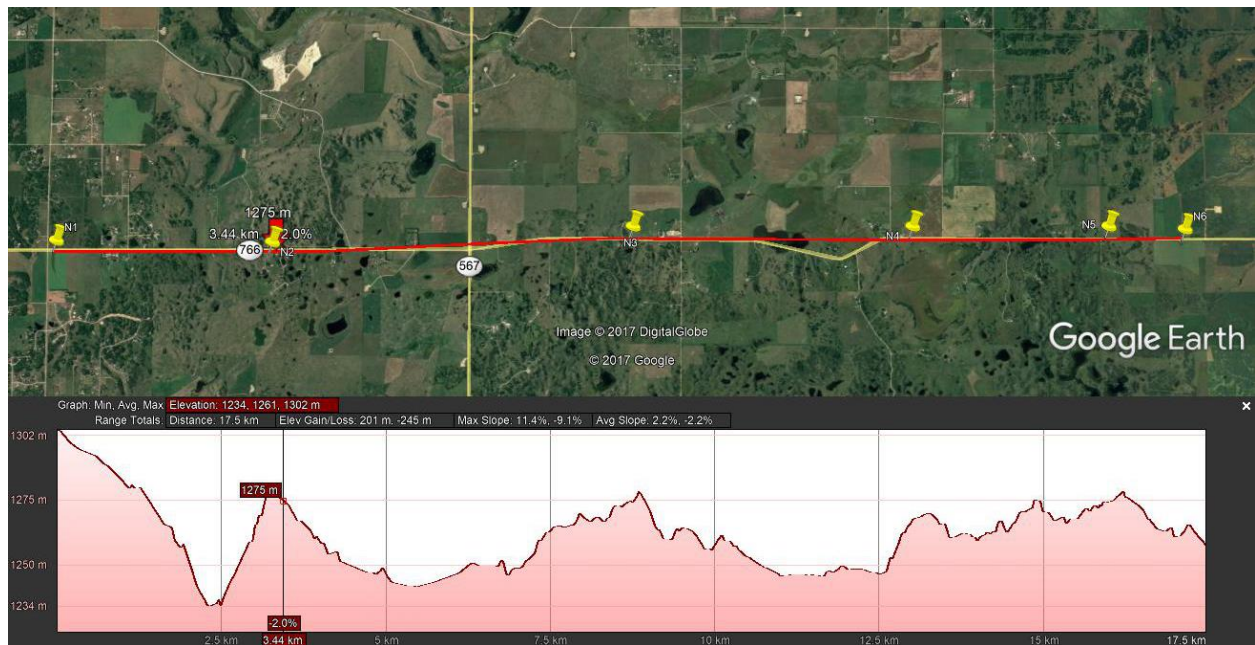 N1
1275 m
3.44 km
2.0%
766
N2
567
N3
N4
N5
N6
Image © 2017 DigitalGlobe
© 2017 Google
Google Earth
Graph: Min, Avg, Max Elevation: 1234, 1261, 1302 m
Range Totals: Distance: 17.5 km Elev Gain/Loss: 201 m, -245 m Max Slope: 11.4%, -9.1% Avg Slope: 2.2%, -2.2%
1302 m
1275 m
1275 m
1250 m
1234 m
-2.0%
2.5 km 3.44 km 5 km 7.5 km 10 km 12.5 km 15 km 17.5 km